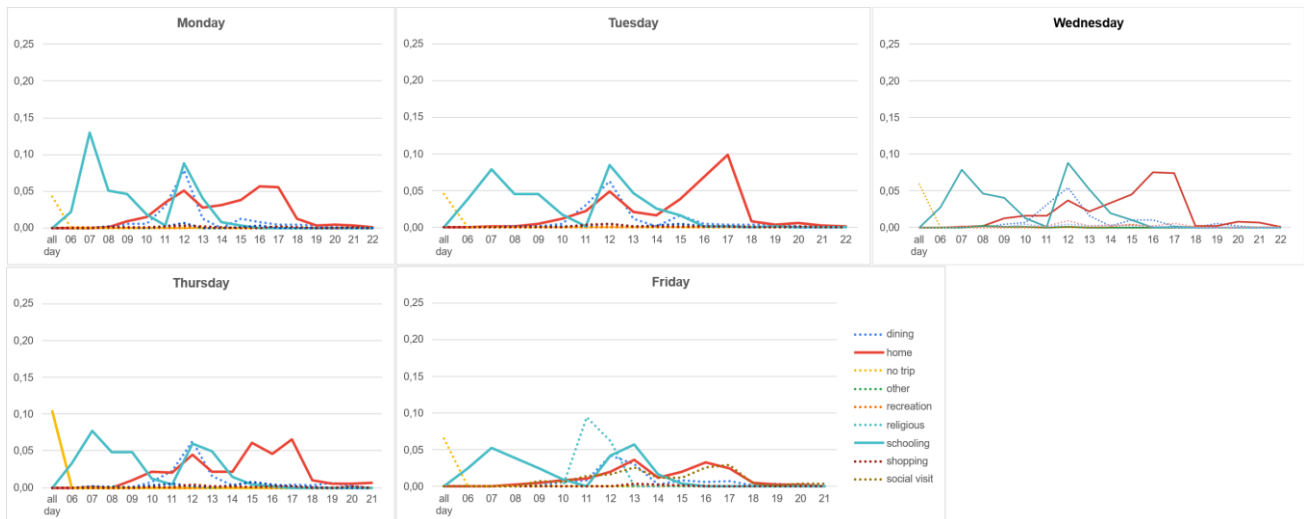 Monday
0,25
0,20
0,15
0,10
0,05
0,00
all day 06 07 08 09 10 11 12 13 14 15 16 17 18 19 20 21 22
Tuesday
0,25
0,20
0,15
0,10
0,05
0,00
all day 06 07 08 09 10 11 12 13 14 15 16 17 18 19 20 21 22
Wednesday
0,25
0,20
0,15
0,10
0,05
0,00
all day 06 07 08 09 10 11 12 13 14 15 16 17 18 19 20 21 22
Thursday
0,25
0,20
0,15
0,10
0,05
0,00
all day 06 07 08 09 10 11 12 13 14 15 16 17 18 19 20 21
Friday
0,25
0,20
0,15
0,10
0,05
0,00
all day 06 07 08 09 10 11 12 13 14 15 16 17 18 19 20 21
dining
home
no trip
other
recreation
religious
schooling
shopping
social visit